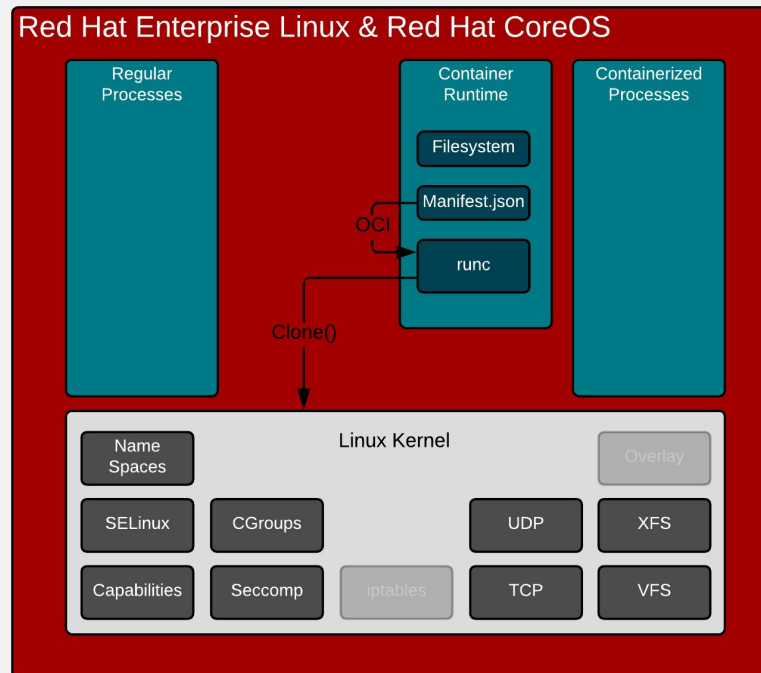 Red Hat Enterprise Linux & Red Hat CoreOS
Regular
Processes
Container
Runtime
Containerized
Processes
Filesystem
Manifest.json
OCI
runc
Clone()
Linux Kernel
Name
Spaces
Overlay
SELinux
CGroups
UDP
XFS
Capabilities
Seccomp
iptables
TCP
VFS